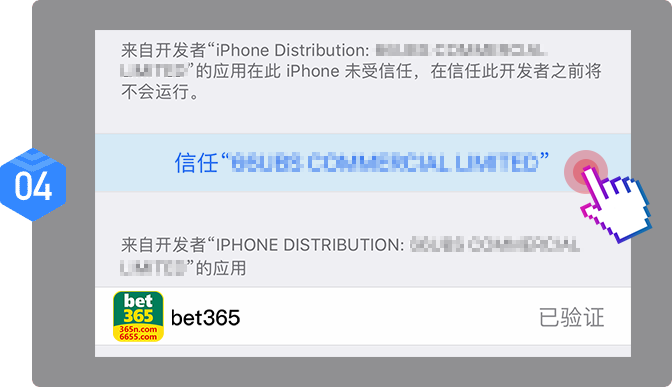 来自开发者“iPhone Distribution:
”的应用在此 iPhone 未受信任，在信任此开发者之前将
不会运行。
04
信任“COMMERCIAL LIMITED”
来自开发者“IPHONE DISTRIBUTION:
”的应用
bet
365
365n.com
6655.com
bet365 已验证